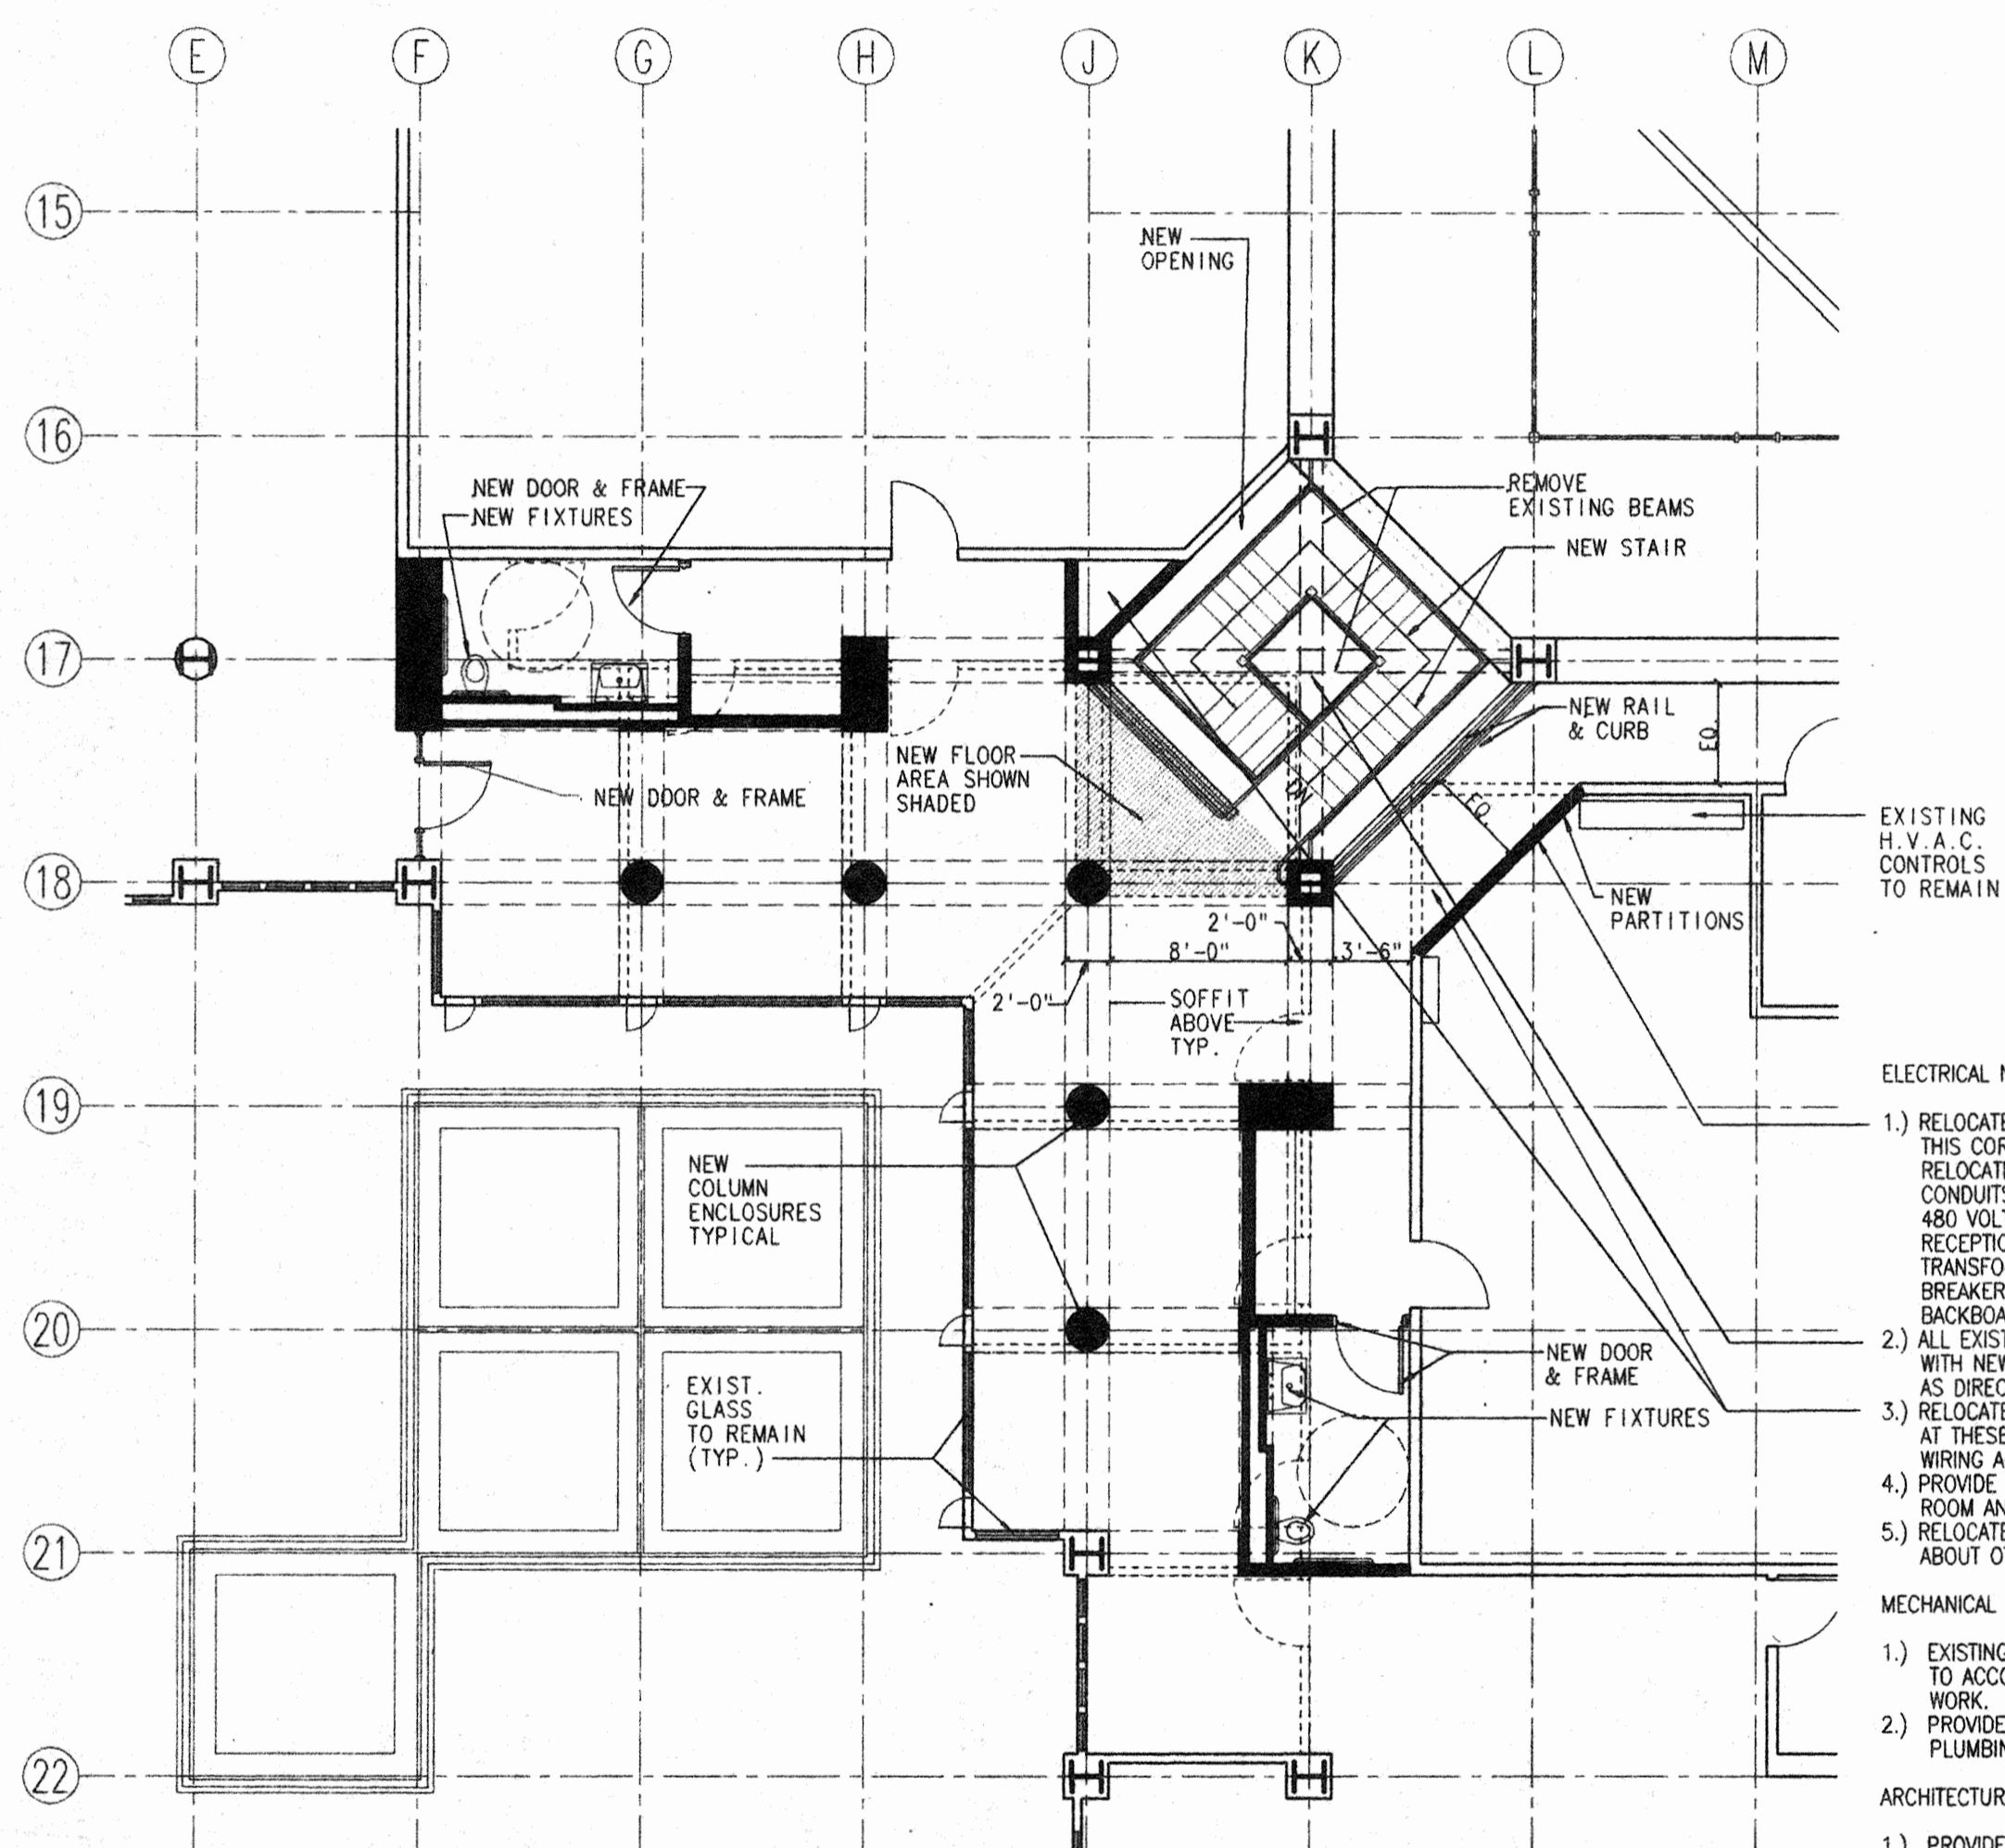 E F G H J K L M
15
NEW
OPENING
16
NEW DOOR & FRAME
NEW FIXTURES
REMOVE
EXISTING BEAMS
NEW STAIR
17
NEW RAIL
& CURB
EQ.
NEW FLOOR
AREA SHOWN
SHADED
NEW DOOR & FRAME
DN
EQ.
EXISTING
H.V.A.C.
CONTROLS
TO REMAIN
18
NEW
PARTITIONS
2'-0"
8'-0"
3'-6"
2'-0"
SOFFIT
ABOVE
TYP.
19
NEW
COLUMN
ENCLOSURES
TYPICAL
20
EXIST.
GLASS
TO REMAIN
(TYP.)
NEW DOOR
& FRAME
NEW FIXTURES
21
22
ELECTRICAL
1.) RELOCATE
THIS COR
RELOCAT
CONDUITS
480 VOL
RECEPTIO
TRANSFO
BREAKER
BACKBOA
2.) ALL EXIST
WITH NEW
AS DIREC
3.) RELOCATE
AT THESE
WIRING A
4.) PROVIDE
ROOM AN
5.) RELOCATE
ABOUT O
MECHANICAL
1.) EXISTING
TO ACCO
WORK.
2.) PROVIDE
PLUMBIN
ARCHITECTUR
1.) PROVIDE